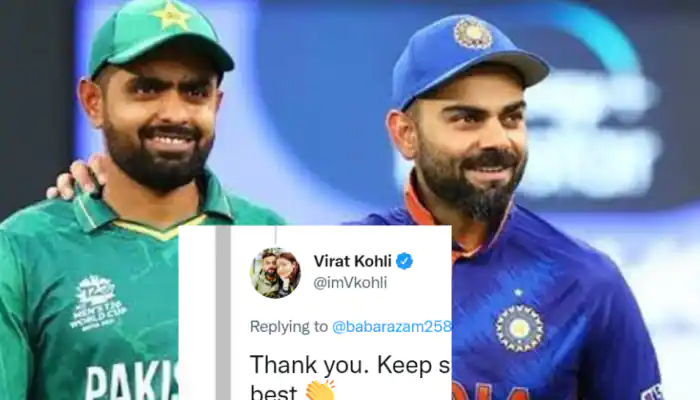 MEN'S T20
WORLD CUP
PAKIS
Virat Kohli
@imVkohli
Replying to @babarazam258
Thank you. Keep s
best 👏